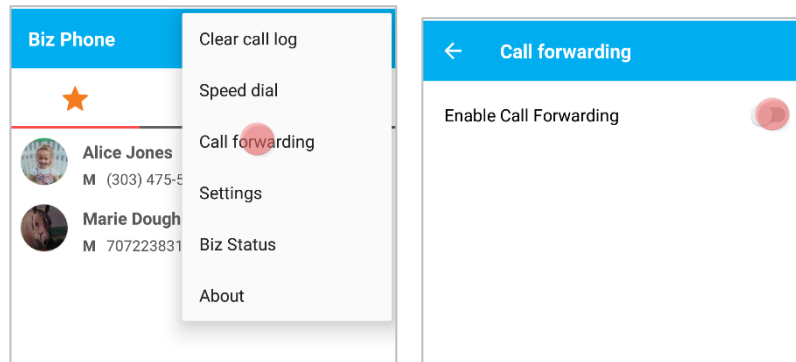 Biz Phone
Clear call log
Speed dial
Call forwarding
Settings
Biz Status
About
Alice Jones
M (303) 475-5
Marie Dough
M 707223831
Call forwarding
Enable Call Forwarding